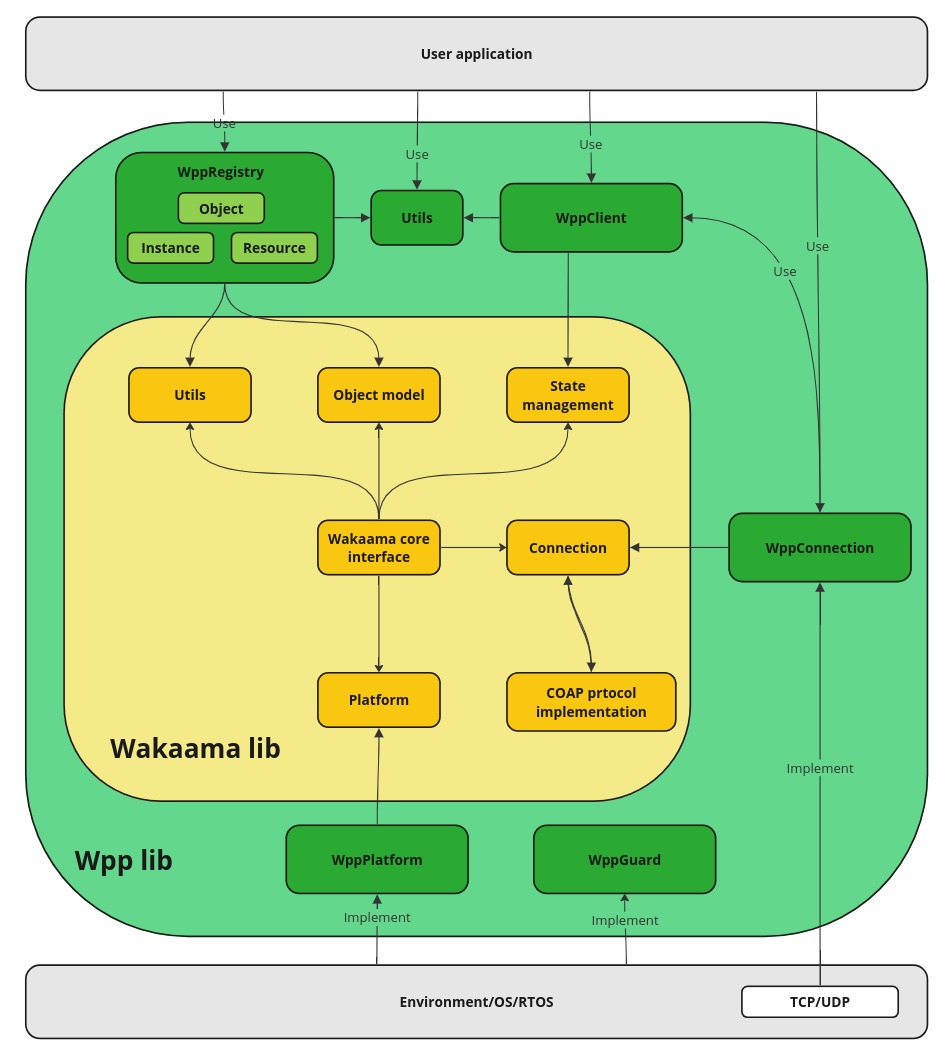 User application
Use
WppRegistry
Object
Instance
Resource
Use
Utils
Use
WppClient
Use
Use
Utils
Object model
State
management
Wakaama core
interface
Connection
WppConnection
Platform
COAP prtocol
implementation
Wakaama lib
Implement
Wpp lib
WppPlatform
WppGuard
Implement
Implement
Environment/OS/RTOS
TCP/UDP